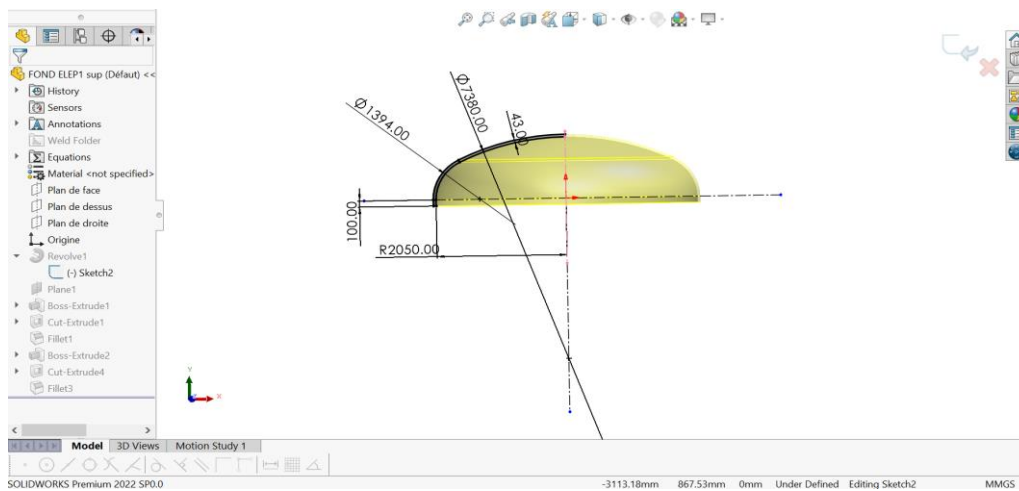 FOND ELEP1 sup (Défaut) <<
History
Sensors
Annotations
Weld Folder
Equations
Material <not specified>
Plan de face
Plan de dessus
Plan de droite
Origine
Revolve1
(-) Sketch2
Plane1
Boss-Extrude1
Cut-Extrude1
Fillet1
Boss-Extrude2
Cut-Extrude4
Fillet3
Ø1394.00
Ø7380.00
43.00
100.00
R2050.00
Y
X
Model 3D Views Motion Study 1
SOLIDWORKS Premium 2022 SP0.0 -3113.18mm 867.53mm 0mm Under Defined Editing Sketch2 MMGS